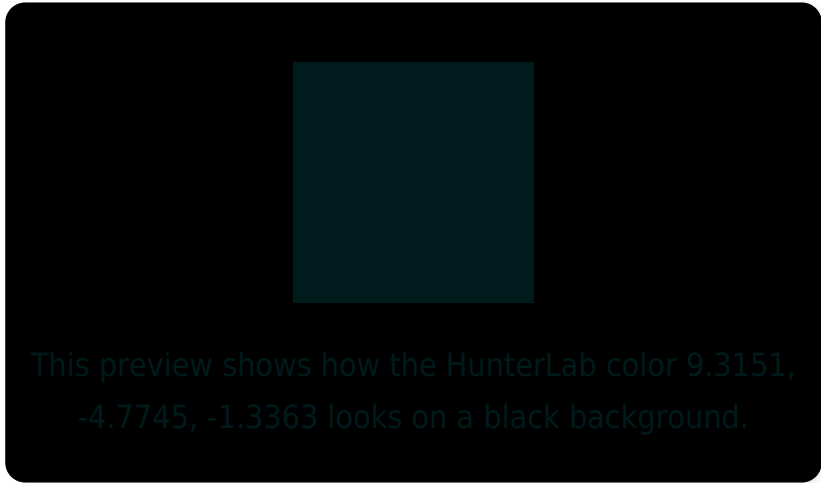 This preview shows how the HunterLab color 9.3151,
-4.7745, -1.3363 looks on a black background.